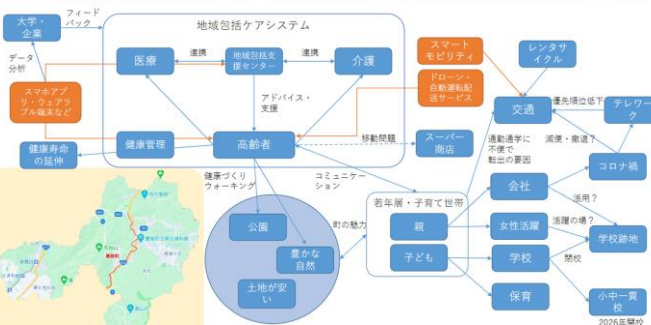 大学・
企業
フィード
バック
地域包括ケアシステム
データ
分析
医療
連携
地域包括支
援センター
連携
介護
スマート
モビリティ
レンタサ
イクル
ドローン・
自動運転配
送サービス
スマホアプ
リ・ウェアラ
ブル端末など
アドバイス・
支援
交通
優先順位低下
テレワー
ク
健康管理
高齢者
移動問題
スーパー
商店
減便・撤退?
通勤通学に
不便で
転出の要因
健康寿命
の延伸
健康づくり
ウォーキング
コミュニケー
ション
会社
コロナ禍
若年層・子育て世帯
活用?
公園
町の魅力
親
女性活躍
活躍の場?
学校跡地
豊かな
自然
子ども
学校
閉校
土地が安
い
保育
小中一貫
校
2026年開校